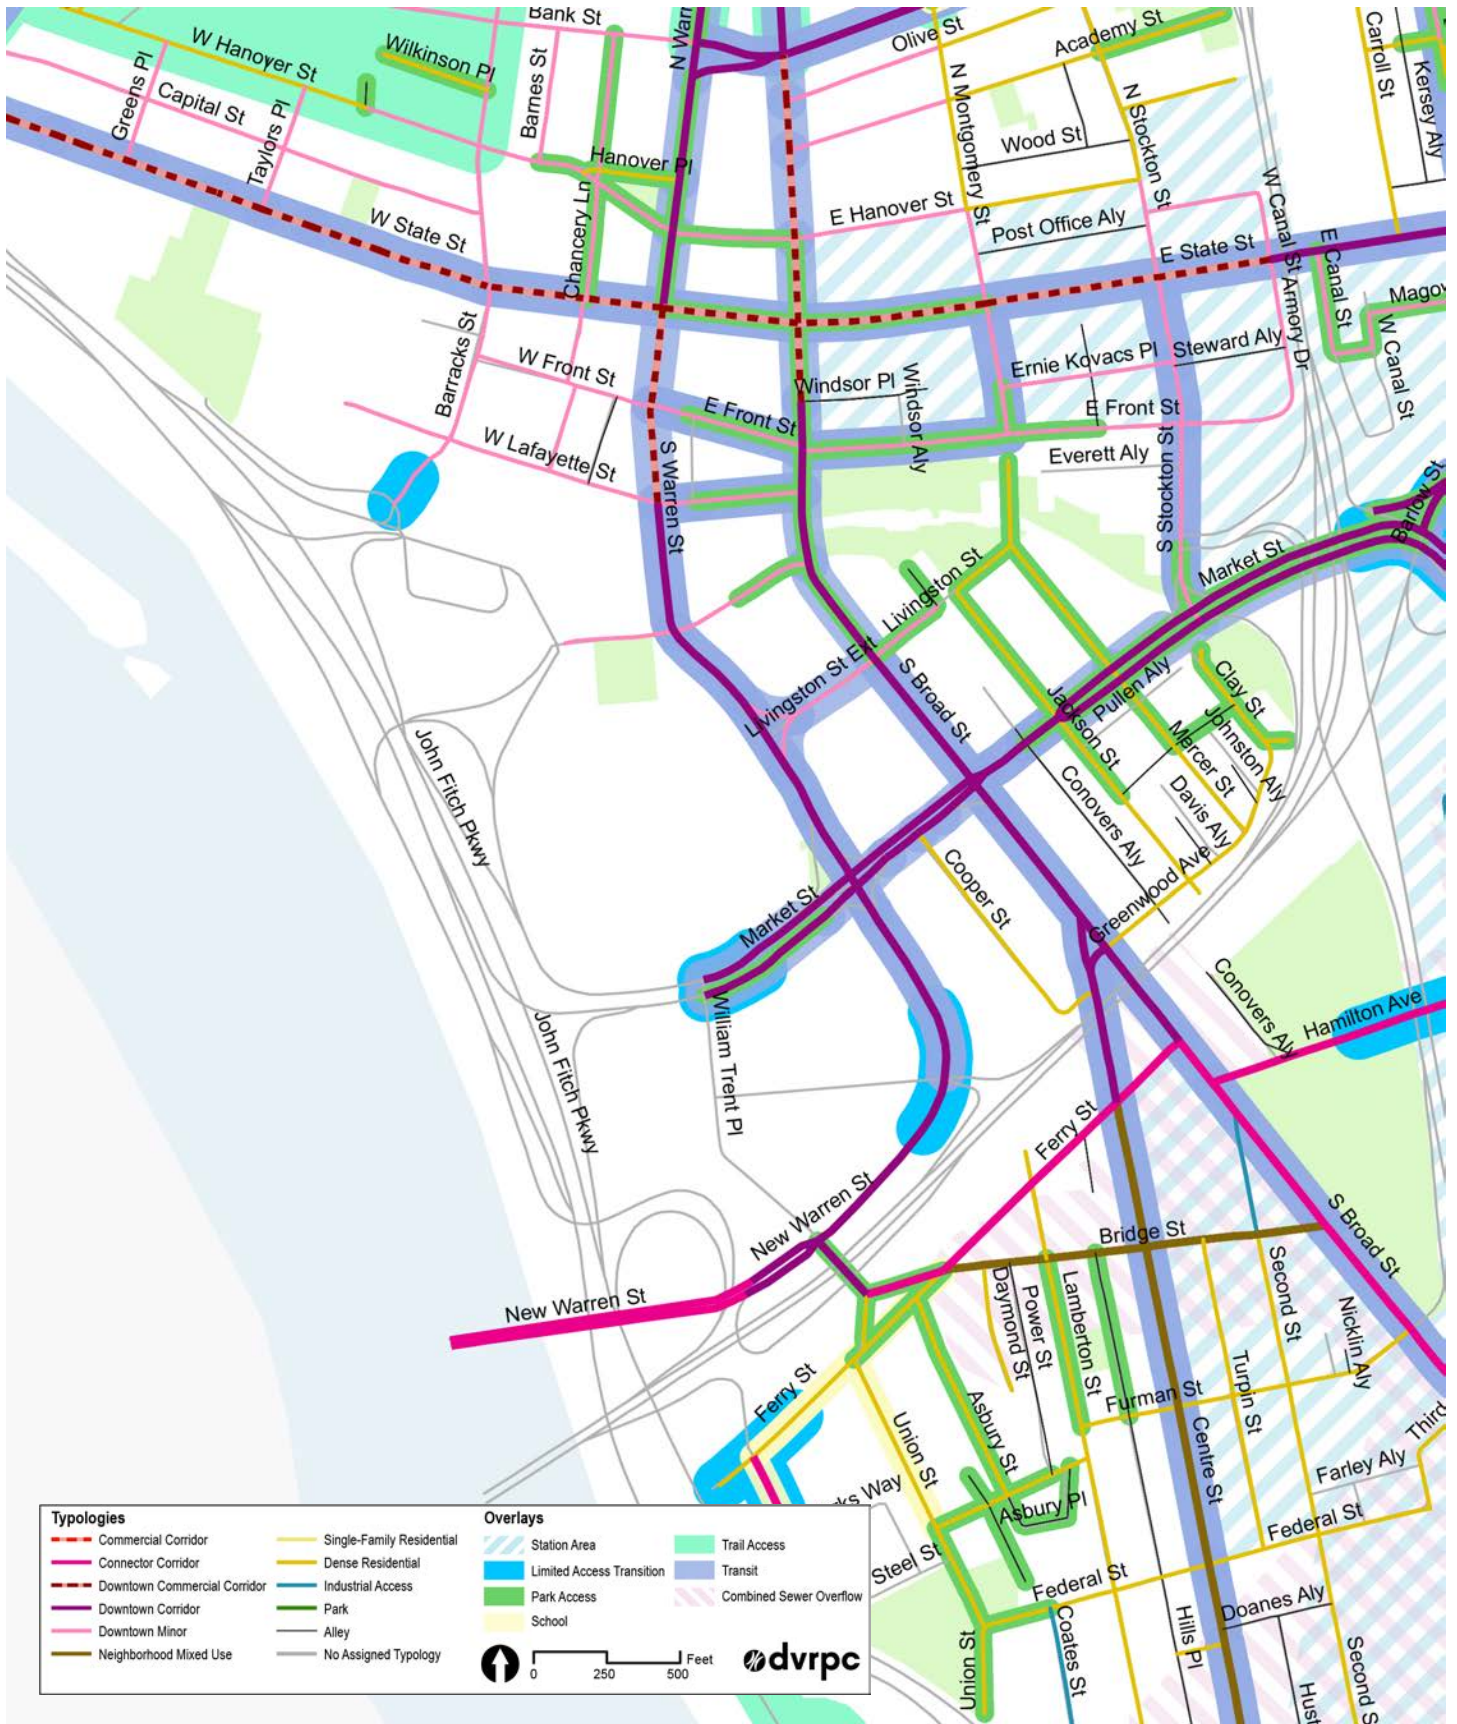 Bank St
N Warr
Olive St
Academy St
Carroll St
Kersey Aly
W Hanover St
Wilkinson Pl
Greens Pl
Capital St
Taylors Pl
Barnes St
Hanover Pl
N Montgomery St
Wood St
N Stockton St
W State St
Chancery Ln
E Hanover St
Post Office Aly
E State St
W Canal St
E Canal St
Armory Dr
Magov
W Canal St
Barracks St
W Front St
E Front St
Windsor Pl
Windsor Aly
Ernie Kovacs Pl
Steward Aly
E Front St
Everett Aly
W Lafayette St
S Warren St
S Stockton St
Barlow St
Market St
Livingston St
Livingston St Ext
S Broad St
Jackson St
Pullen Aly
Clay St
Johnston Aly
Mercer St
Davis Aly
Conovers Aly
John Fitch Pkwy
Cooper St
Greenwood Ave
Market St
William Trent Pl
Conovers Aly
Hamilton Ave
John Fitch Pkwy
Ferry St
New Warren St
Bridge St
S Broad St
New Warren St
Daymond St
Power St
Lamberton St
Second St
Nicklin Aly
Turpin St
Ferry St
Union St
Asbury St
Furman St
Centre St
Third
Farley Aly
rks Way
Asbury Pl
Federal St
Steel St
Federal St
Doanes Aly
Union St
Coates St
Hills Pl
Hust
Second S
Typologies
Commercial Corridor
Connector Corridor
Downtown Commercial Corridor
Downtown Corridor
Downtown Minor
Neighborhood Mixed Use
Single-Family Residential
Dense Residential
Industrial Access
Park
Alley
No Assigned Typology
Overlays
Station Area
Limited Access Transition
Park Access
School
Trail Access
Transit
Combined Sewer Overflow
0 250 500 Feet
dvrpc